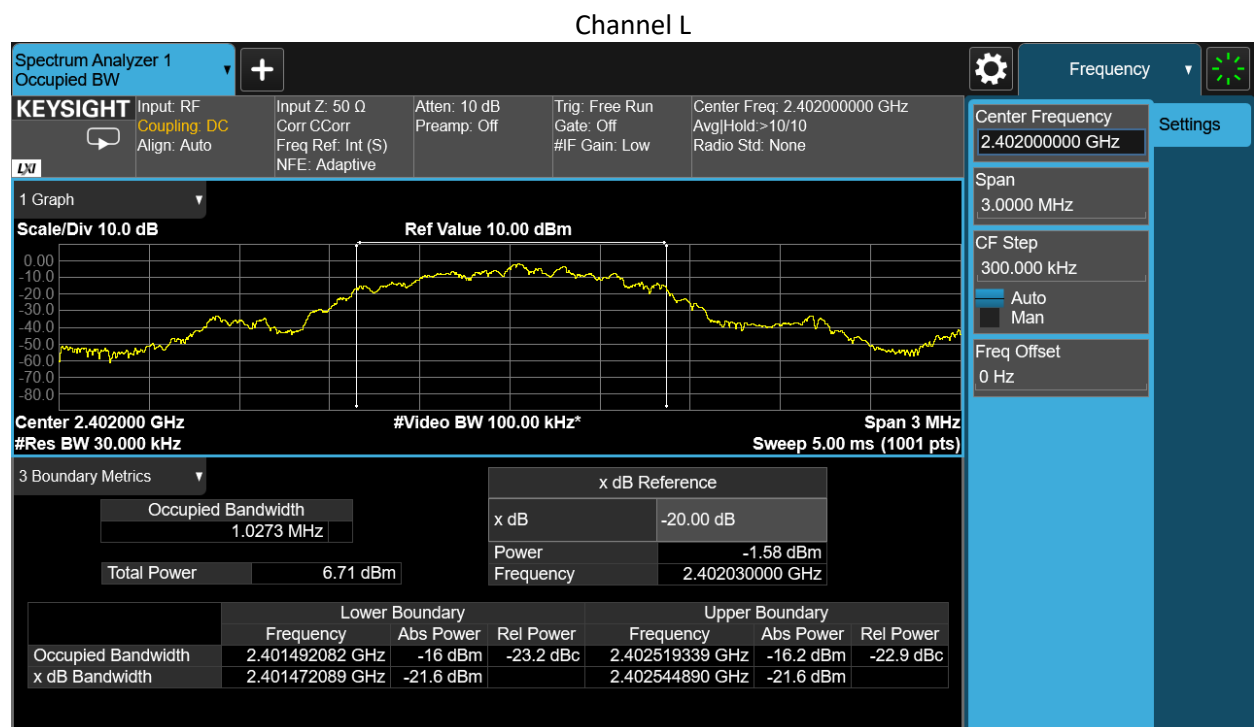 Channel L
Spectrum Analyzer 1
Occupied BW
+
Frequency
KEYSIGHT
LXI
Input: RF
Coupling: DC
Align: Auto
Input Z: 50 Ω
Corr CCorr
Freq Ref: Int (S)
NFE: Adaptive
Atten: 10 dB
Preamp: Off
Trig: Free Run
Gate: Off
#IF Gain: Low
Center Freq: 2.402000000 GHz
Avg|Hold:>10/10
Radio Std: None
Center Frequency
2.402000000 GHz
Settings
Span
3.0000 MHz
CF Step
300.000 kHz
Auto
Man
Freq Offset
0 Hz
1 Graph
Scale/Div 10.0 dB
Ref Value 10.00 dBm
0.00
-10.0
-20.0
-30.0
-40.0
-50.0
-60.0
-70.0
-80.0
Center 2.402000 GHz
#Video BW 100.00 kHz*
Span 3 MHz
#Res BW 30.000 kHz
Sweep 5.00 ms (1001 pts)
3 Boundary Metrics
Occupied Bandwidth
1.0273 MHz
Total Power 6.71 dBm
x dB Reference
x dB -20.00 dB
Power -1.58 dBm
Frequency 2.402030000 GHz
Lower Boundary Upper Boundary
Frequency Abs Power Rel Power Frequency Abs Power Rel Power
Occupied Bandwidth 2.401492082 GHz -16 dBm -23.2 dBc 2.402519339 GHz -16.2 dBm -22.9 dBc
x dB Bandwidth 2.401472089 GHz -21.6 dBm 2.402544890 GHz -21.6 dBm